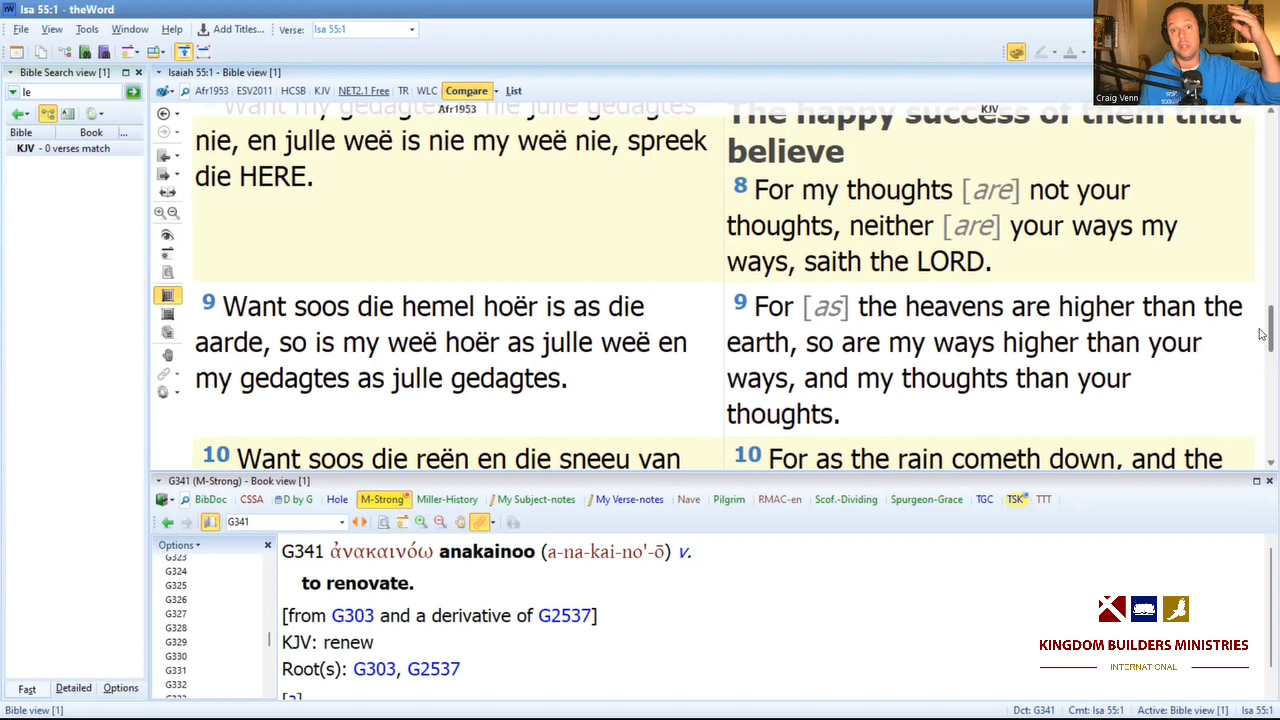 Isa 55:1 - theWord
File View Tools Window Help Add Titles... Verse: Isa 55:1
Bible Search view [1]
le
Bible Book ...
KJV - 0 verses match
Fast Detailed Options
Isaiah 55:1 - Bible view [1]
Afr1953 ESV2011 HCSB KJV NET2.1 Free TR WLC Compare List
Afr1953
KJV
nie, en julle weë is nie my weë nie, spreek
die HERE.
The happy success of them that
believe
8 For my thoughts [are] not your
thoughts, neither [are] your ways my
ways, saith the LORD.
9 Want soos die hemel hoër is as die
aarde, so is my weë hoër as julle weë en
my gedagtes as julle gedagtes.
9 For [as] the heavens are higher than the
earth, so are my ways higher than your
ways, and my thoughts than your
thoughts.
10 Want soos die reën en die sneeu van
10 For as the rain cometh down, and the
G341 (M-Strong) - Book view [1]
BibDoc CSSA D by G Hole M-Strong Miller-History My Subject-notes My Verse-notes Nave Pilgrim RMAC-en Scof.-Dividing Spurgeon-Grace TGC TSK TTT
G341
Options
G323
G324
G325
G326
G327
G328
G329
G330
G331
G332
G341 ἀνακαινόω anakainoo (a-na-kai-no'-ō) v.
to renovate.
[from G303 and a derivative of G2537]
KJV: renew
Root(s): G303, G2537
Craig Venn
KINGDOM BUILDERS MINISTRIES
INTERNATIONAL
Bible view [1] Dct: G341 Cmt: Isa 55:1 Active: Bible view [1] Isa 55:1